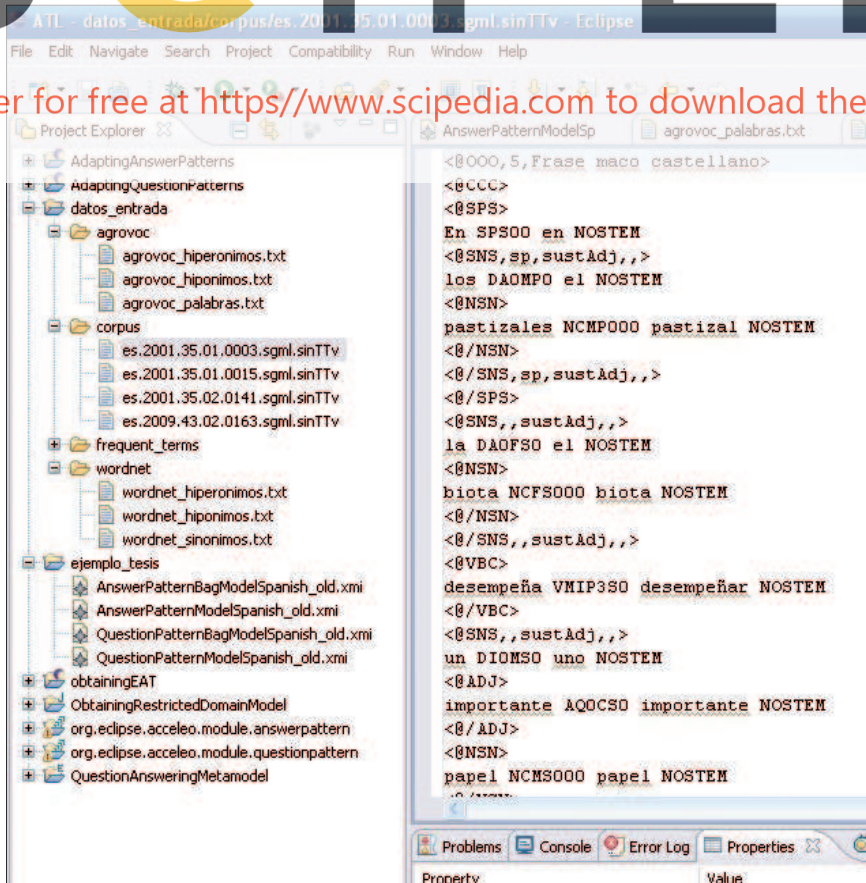 ATL - datos_entrada/corpus/es.2001.35.01.0003.sgml.sinTTv - Eclipse
File Edit Navigate Search Project Compatibility Run Window Help
er for free at https//www.scipedia.com to download the
Project Explorer
AdaptingAnswerPatterns
AdaptingQuestionPatterns
datos_entrada
agrovoc
agrovoc_hiperonimos.txt
agrovoc_hiponimos.txt
agrovoc_palabras.txt
corpus
es.2001.35.01.0003.sgml.sinTTv
es.2001.35.01.0015.sgml.sinTTv
es.2001.35.02.0141.sgml.sinTTv
es.2009.43.02.0163.sgml.sinTTv
frequent_terms
wordnet
wordnet_hiperonimos.txt
wordnet_hiponimos.txt
wordnet_sinonimos.txt
ejemplo_tesis
AnswerPatternBagModelSpanish_old.xmi
AnswerPatternModelSpanish_old.xmi
QuestionPatternBagModelSpanish_old.xmi
QuestionPatternModelSpanish_old.xmi
obtainingEAT
ObtainingRestrictedDomainModel
org.eclipse.acceleo.module.answerpattern
org.eclipse.acceleo.module.questionpattern
QuestionAnsweringMetamodel
AnswerPatternModelSp agrovoc_palabras.txt
<@OOO,5,Frase maco castellano>
<@CCC>
<@SPS>
En SPS00 en NOSTEM
<@SNS,sp,sustAdj,,>
los DA0MP0 el NOSTEM
<@NSN>
pastizales NCMP000 pastizal NOSTEM
<@/NSN>
<@/SNS,sp,sustAdj,,>
<@/SPS>
<@SNS,,sustAdj,,>
la DA0FS0 el NOSTEM
<@NSN>
biota NCFS000 biota NOSTEM
<@/NSN>
<@/SNS,,sustAdj,,>
<@VBC>
desempeña VMIP3S0 desempeñar NOSTEM
<@/VBC>
<@SNS,,sustAdj,,>
un DI0MS0 uno NOSTEM
<@ADJ>
importante AQ0CS0 importante NOSTEM
<@/ADJ>
<@NSN>
papel NCMS000 papel NOSTEM
Problems Console Error Log Properties
Property Value